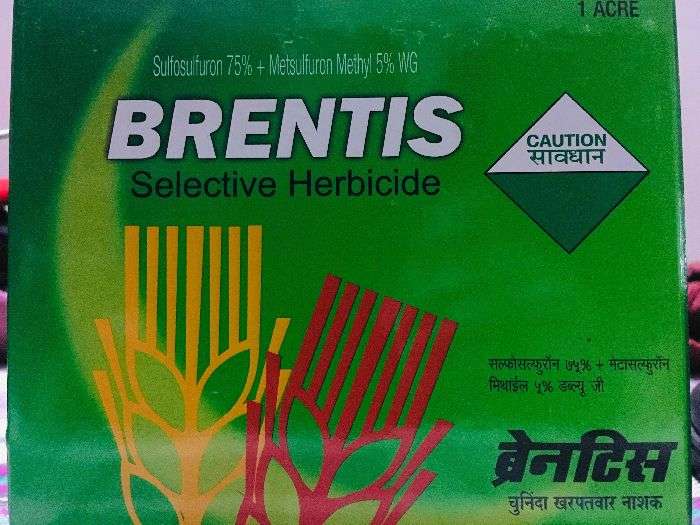 1 ACRE
Sulfosulfuron 75% + Metsulfuron Methyl 5% WG
BRENTIS
Selective Herbicide
CAUTION
सावधान
सल्फोसल्फुरॉन ७५% + मेटासल्फुरॉन
मिथाईल ५% डब्ल्यू जी
ब्रेनटिस
चुनिंदा खरपतवार नाशक